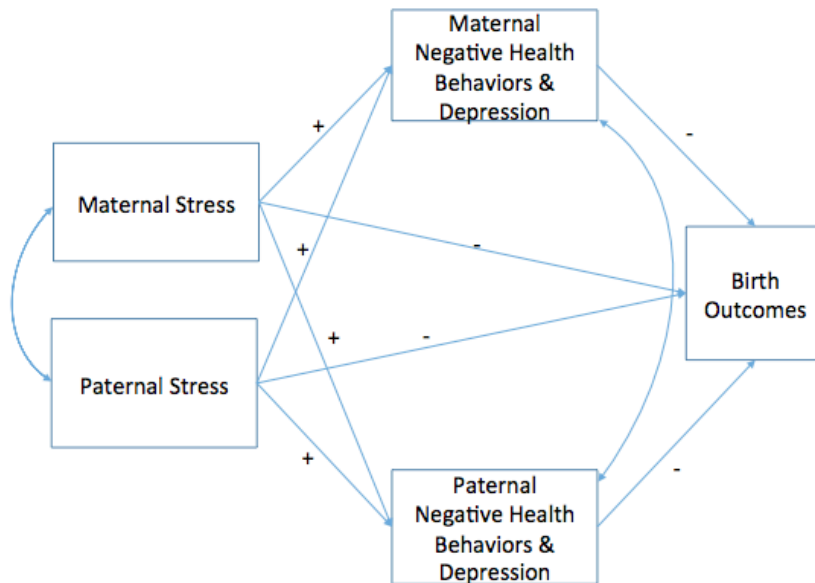 Maternal
Negative Health
Behaviors &
Depression
+
-
Maternal Stress
+
-
Birth
Outcomes
+
-
Paternal Stress
+
-
Paternal
Negative Health
Behaviors &
Depression